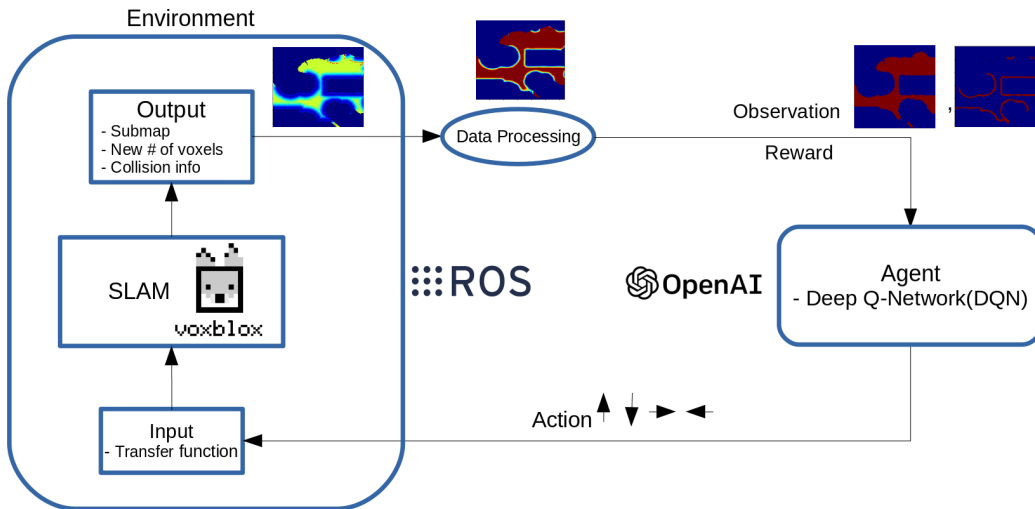 Environment
Output
- Submap
- New # of voxels
- Collision info
Data Processing
Observation
,
Reward
SLAM
voxblox
ROS
OpenAI
Agent
- Deep Q-Network(DQN)
Input
- Transfer function
Action